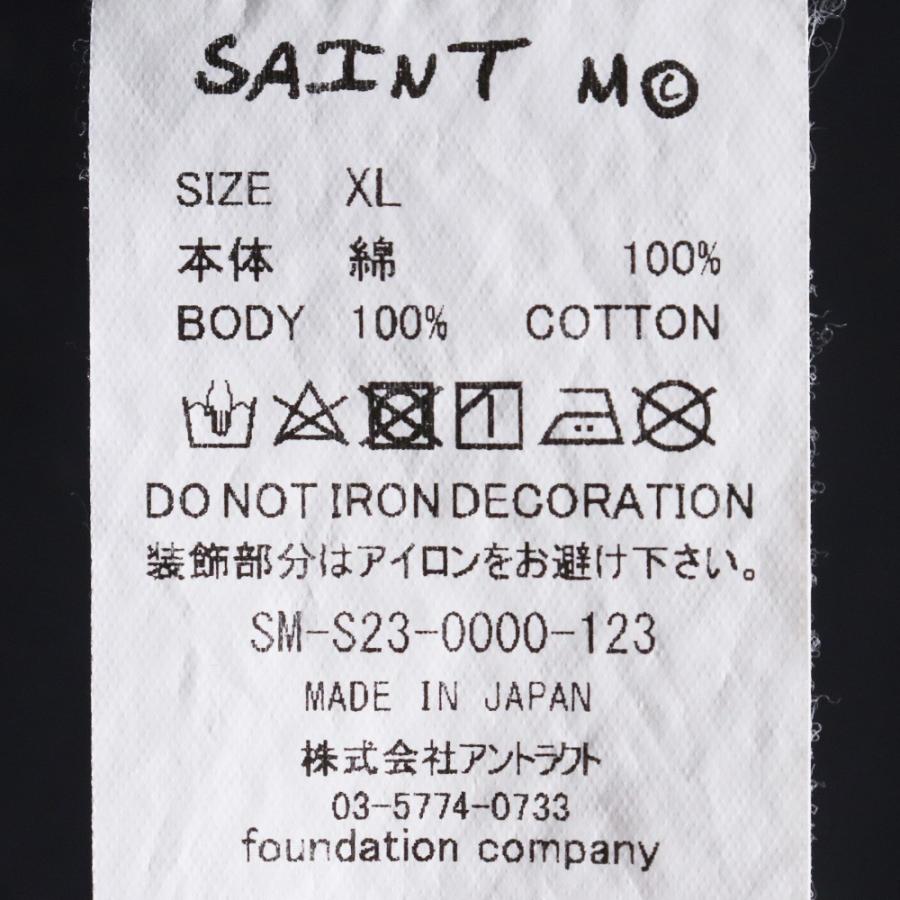 SAINT M©
SIZE XL
本体 綿 100%
BODY 100% COTTON
DO NOT IRON DECORATION
装飾部分はアイロンをお避け下さい。
SM-S23-0000-123
MADE IN JAPAN
株式会社アントラクト
03-5774-0733
foundation company